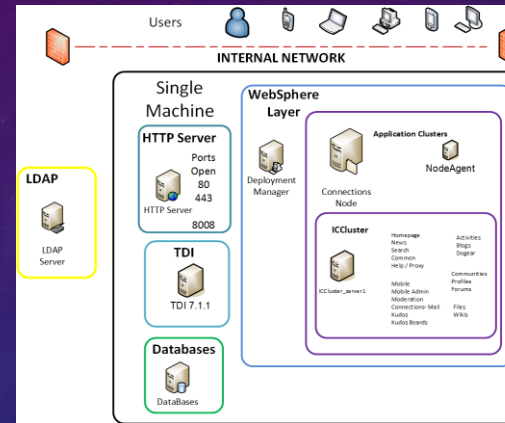 Users
INTERNAL NETWORK
Single
Machine
HTTP Server
Ports
Open
80
443
8008
HTTP Server
LDAP
LDAP
Server
TDI
TDI 7.1.1
Databases
DataBases
WebSphere
Layer
Deployment
Manager
Application Clusters
Connections
Node
NodeAgent
ICCluster
ICCluster_server1
Homepage
News
Search
Common
Help / Proxy
Mobile
Mobile Admin
Moderation
Connections- Mail
Kudos
Kudos Boards
Activities
Blogs
Dogear
Communities
Profiles
Forums
Files
Wikis